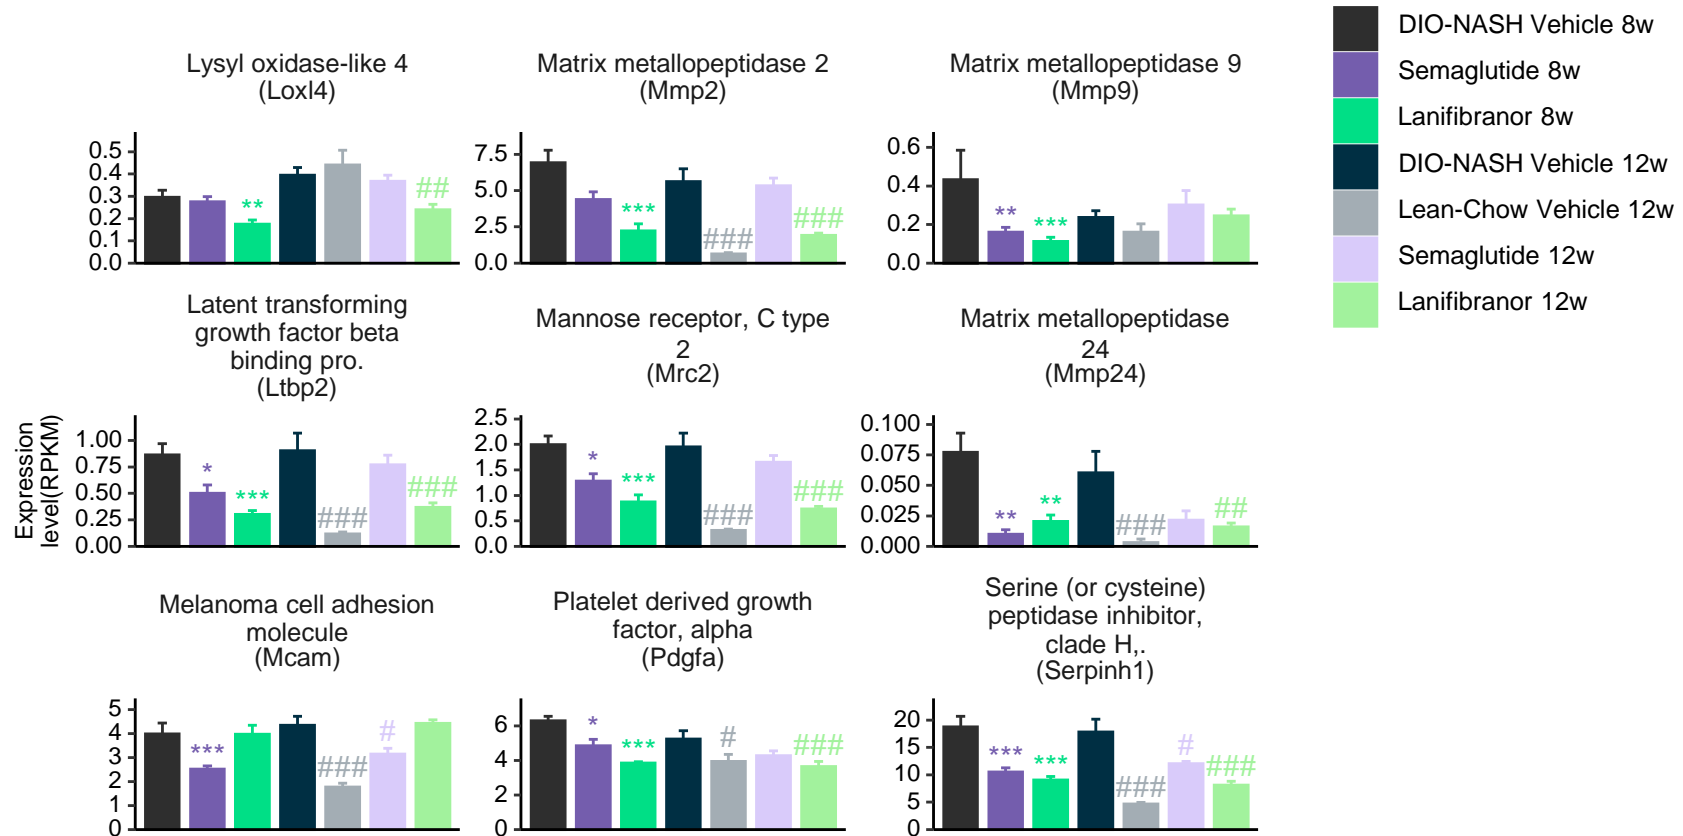 DIO-NASH Vehicle 8w
Semaglutide 8w
Lanifibranor 8w
DIO-NASH Vehicle 12w
Lean-Chow Vehicle 12w
Semaglutide 12w
Lanifibranor 12w
Lysyl oxidase-like 4
(Loxl4)
0.5
0.4
0.3
0.2
0.1
0.0
**
##
Matrix metallopeptidase 2
(Mmp2)
7.5
5.0
2.5
0.0
***
###
###
Matrix metallopeptidase 9
(Mmp9)
0.6
0.4
0.2
0.0
**
***
Expression
level(RPKM)
Latent transforming
growth factor beta
binding pro.
(Ltbp2)
1.00
0.75
0.50
0.25
0.00
*
***
###
###
Mannose receptor, C type
2
(Mrc2)
2.5
2.0
1.5
1.0
0.5
0.0
*
***
###
###
Matrix metallopeptidase
24
(Mmp24)
0.100
0.075
0.050
0.025
0.000
**
**
###
##
Melanoma cell adhesion
molecule
(Mcam)
5
4
3
2
1
0
***
###
#
Platelet derived growth
factor, alpha
(Pdgfa)
6
4
2
0
*
***
#
###
Serine (or cysteine)
peptidase inhibitor,
clade H,.
(Serpinh1)
20
15
10
5
0
***
***
###
#
###